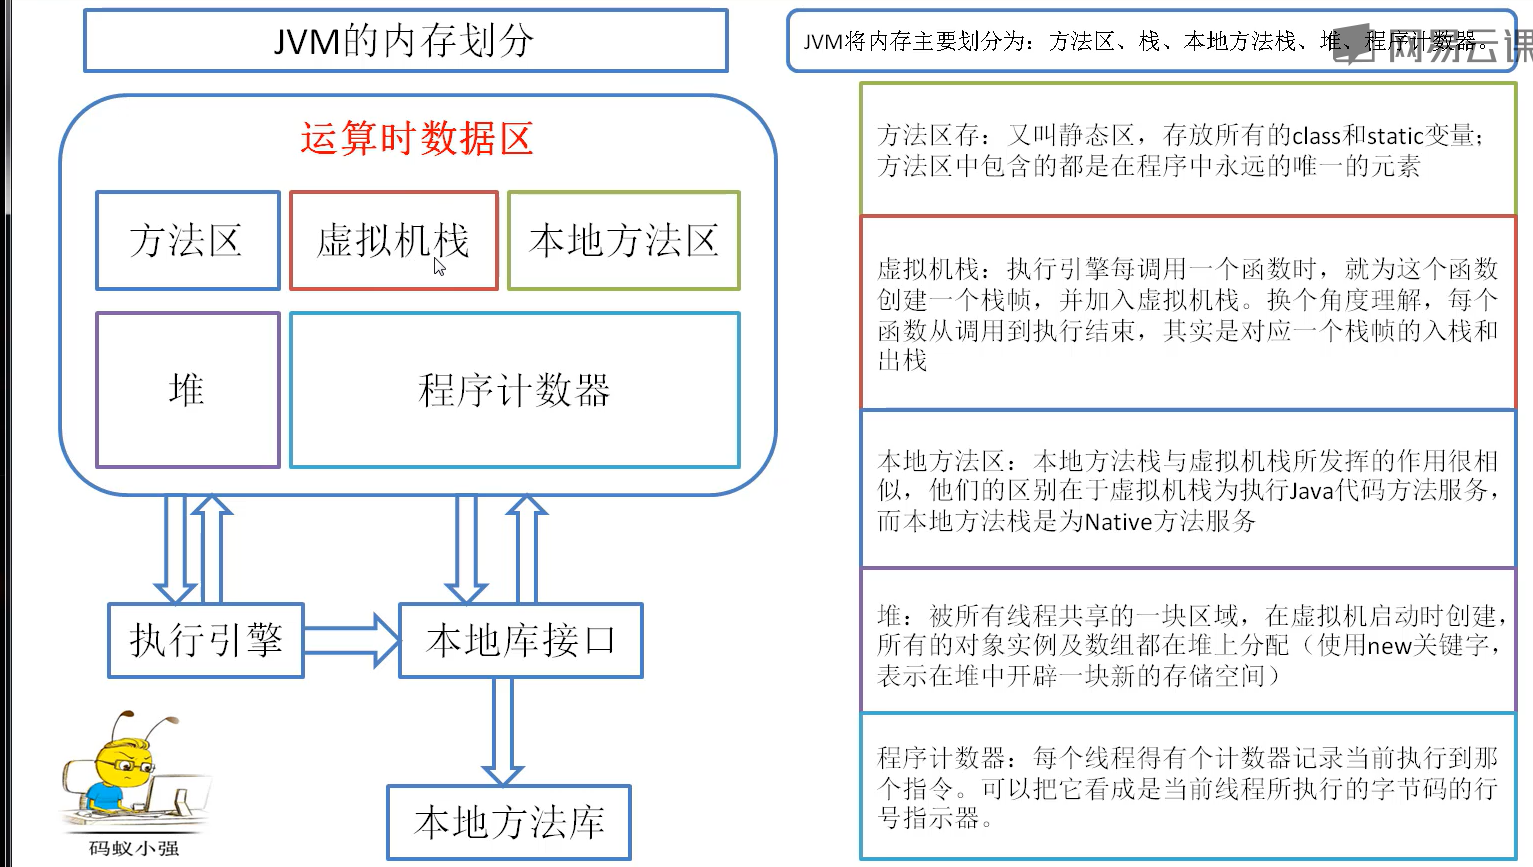 JVM的内存划分
JVM将内存主要划分为：方法区、栈、本地方法栈、堆、程序计数器。
网易云课
运算时数据区
方法区
虚拟机栈
本地方法区
堆
程序计数器
执行引擎
本地库接口
本地方法库
码蚁小强
方法区存：又叫静态区，存放所有的class和static变量；
方法区中包含的都是在程序中永远的唯一的元素
虚拟机栈：执行引擎每调用一个函数时，就为这个函数
创建一个栈帧，并加入虚拟机栈。换个角度理解，每个
函数从调用到执行结束，其实是对应一个栈帧的入栈和
出栈
本地方法区：本地方法栈与虚拟机栈所发挥的作用很相
似，他们的区别在于虚拟机栈为执行Java代码方法服务，
而本地方法栈是为Native方法服务
堆：被所有线程共享的一块区域，在虚拟机启动时创建，
所有的对象实例及数组都在堆上分配（使用new关键字，
表示在堆中开辟一块新的存储空间）
程序计数器：每个线程得有个计数器记录当前执行到那
个指令。可以把它看成是当前线程所执行的字节码的行
号指示器。